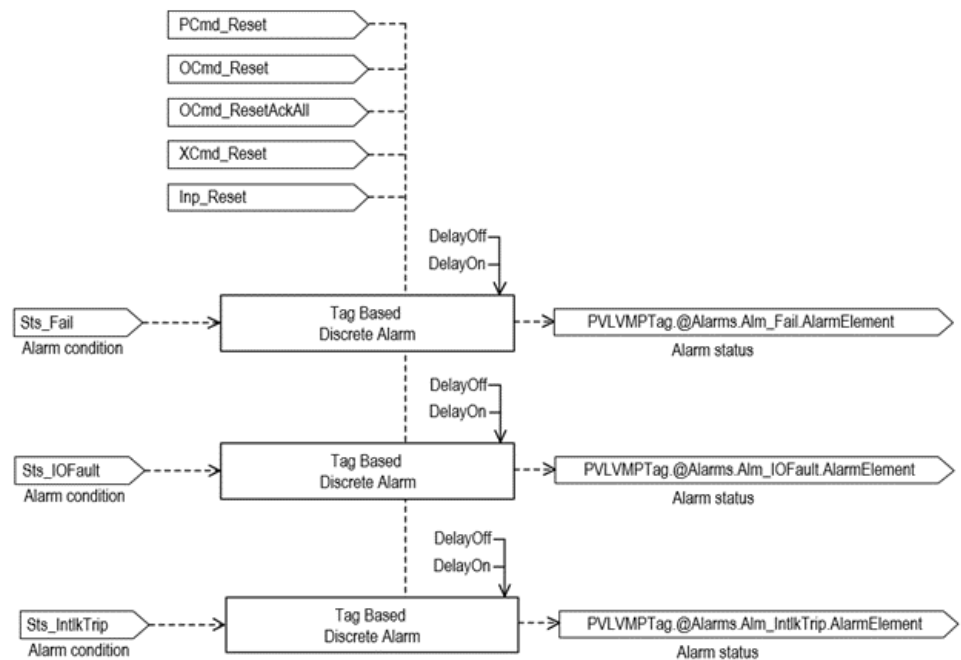 PCmd_Reset
OCmd_Reset
OCmd_ResetAckAll
XCmd_Reset
Inp_Reset
DelayOff
DelayOn
Sts_Fail
Alarm condition
Tag Based
Discrete Alarm
PVLVMPTag.@Alarms.Alm_Fail.AlarmElement
Alarm status
DelayOff
DelayOn
Sts_IOFault
Alarm condition
Tag Based
Discrete Alarm
PVLVMPTag.@Alarms.Alm_IOFault.AlarmElement
Alarm status
DelayOff
DelayOn
Sts_IntlkTrip
Alarm condition
Tag Based
Discrete Alarm
PVLVMPTag.@Alarms.Alm_IntlkTrip.AlarmElement
Alarm status